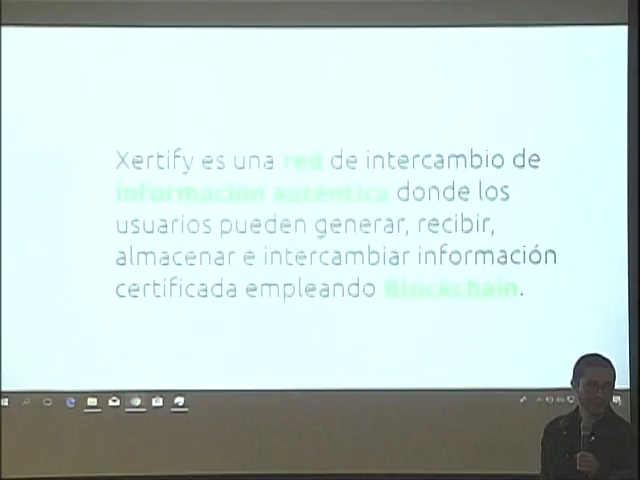 Xertify es una red de intercambio de
información autentica donde los
usuarios pueden generar, recibir,
almacenar e intercambiar información
certificada empleando Blockchain.